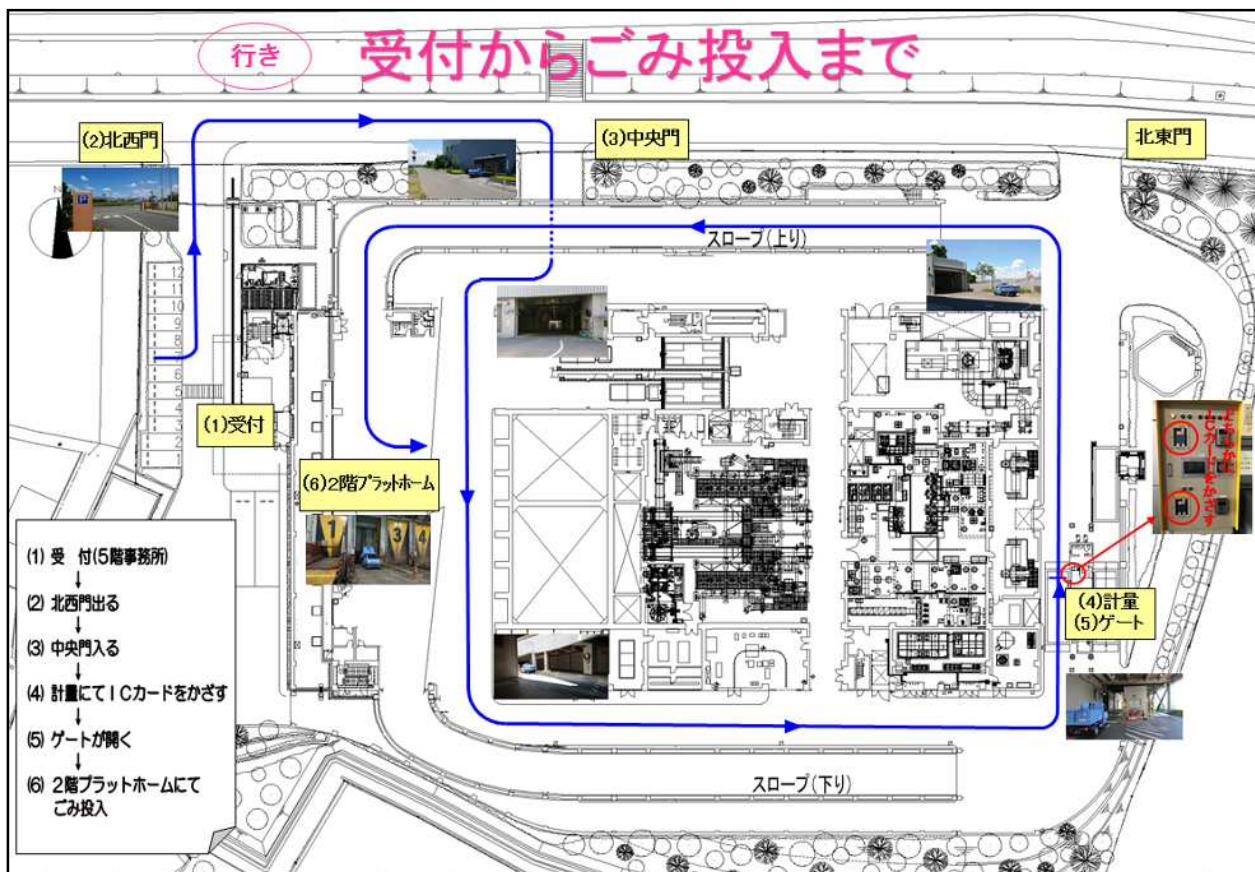 行き
受付からごみ投入まで
(2)北西門
(3)中央門
北東門
P
N
スロープ(上り)
12
11
10
9
8
7
6
5
4
3
2
1
(1)受付
(6)2階プラットホーム
1
3
4
どちらかに
ICカードをかざす
(4)計量
(5)ゲート
スロープ(下り)
(1) 受　付(5階事務所)
↓
(2) 北西門出る
↓
(3) 中央門入る
↓
(4) 計量にてICカードをかざす
↓
(5) ゲートが開く
↓
(6) 2階プラットホームにて
ごみ投入